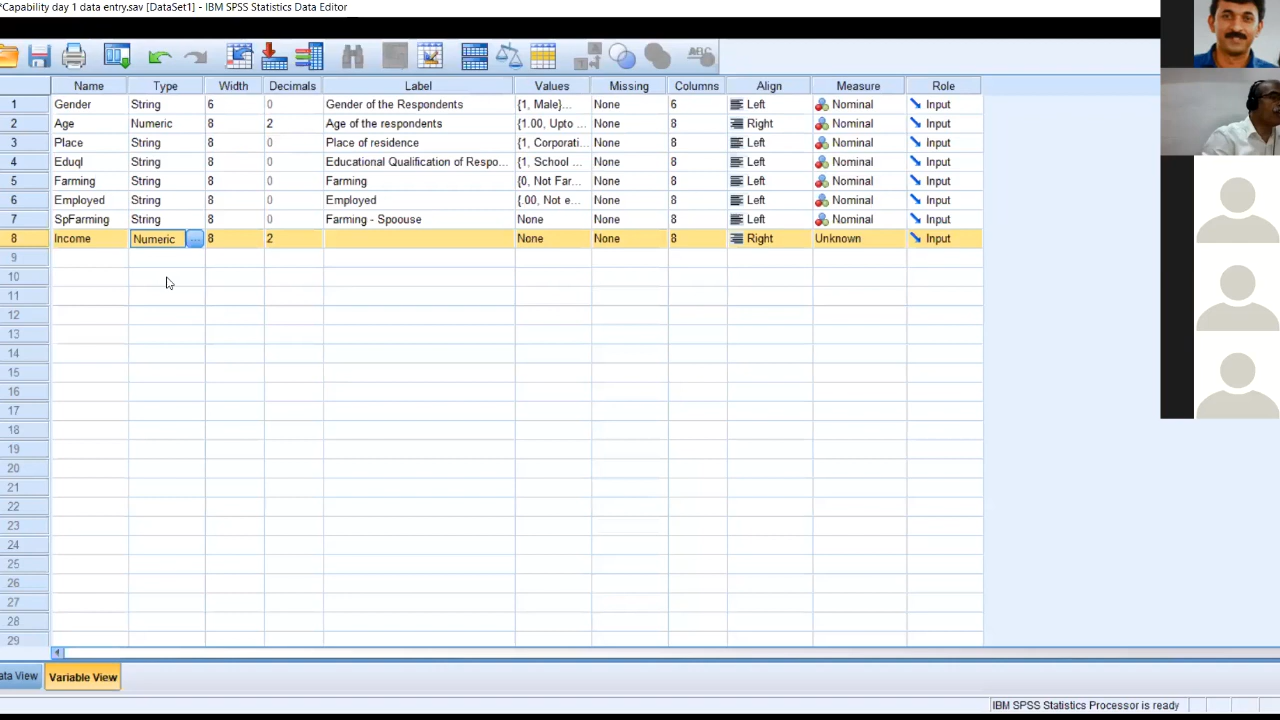 *Capability day 1 data entry.sav [DataSet1] - IBM SPSS Statistics Data Editor
Name Type Width Decimals Label Values Missing Columns Align Measure Role
1 Gender String 6 0 Gender of the Respondents {1, Male}... None 6 Left Nominal Input
2 Age Numeric 8 2 Age of the respondents {1.00, Upto ... None 8 Right Nominal Input
3 Place String 8 0 Place of residence {1, Corporati... None 8 Left Nominal Input
4 Eduql String 8 0 Educational Qualification of Respo... {1, School ... None 8 Left Nominal Input
5 Farming String 8 0 Farming {0, Not Far... None 8 Left Nominal Input
6 Employed String 8 0 Employed {.00, Not e... None 8 Left Nominal Input
7 SpFarming String 8 0 Farming - Spoouse None None 8 Left Nominal Input
8 Income Numeric ... 8 2 None None 8 Right Unknown Input
9
10
11
12
13
14
15
16
17
18
19
20
21
22
23
24
25
26
27
28
29
ata View Variable View
IBM SPSS Statistics Processor is ready